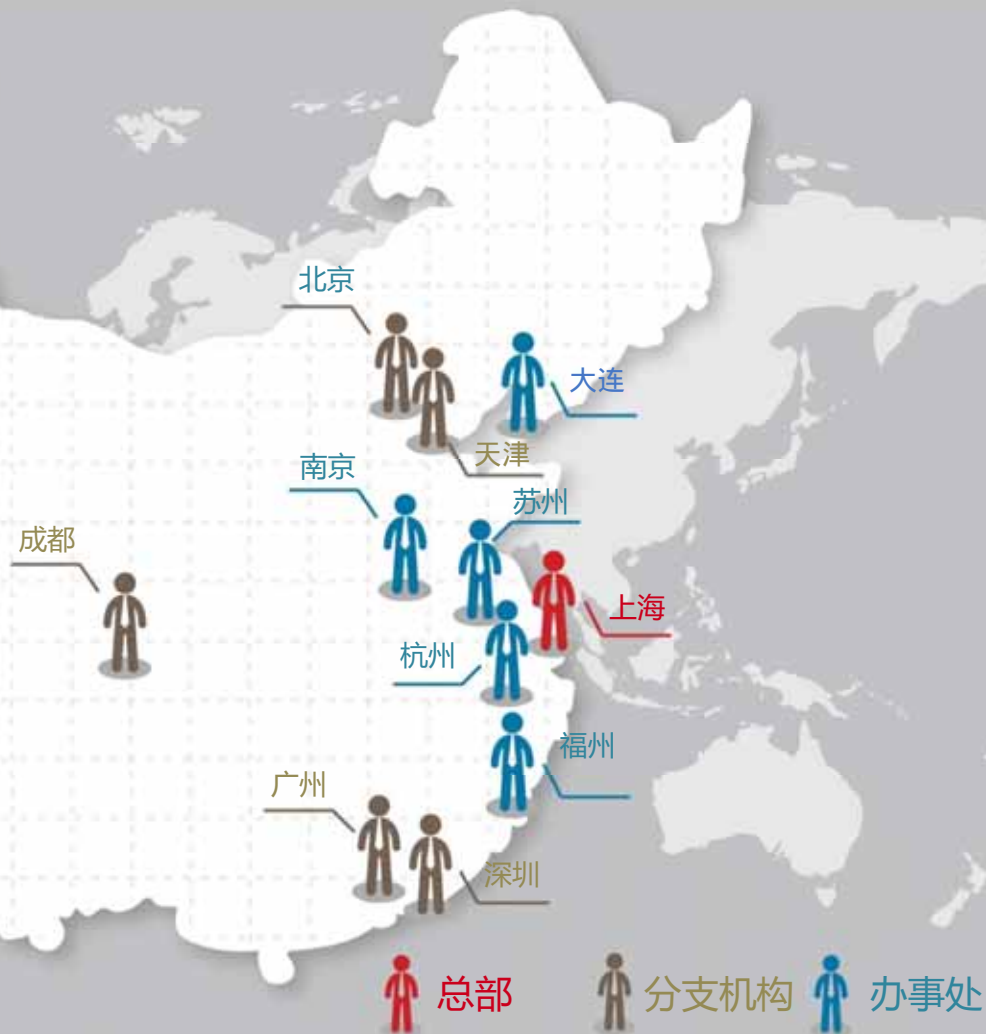 北京
大连
天津
南京
苏州
成都
上海
杭州
福州
广州
深圳
总部
分支机构
办事处